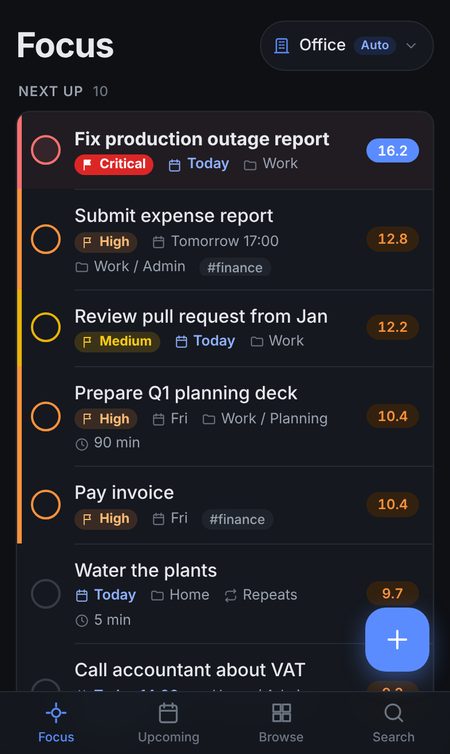 Focus
Office Auto
NEXT UP 10
Fix production outage report
16.2
Critical Today Work
Submit expense report
12.8
High Tomorrow 17:00
Work / Admin #finance
Review pull request from Jan
12.2
Medium Today Work
Prepare Q1 planning deck
10.4
High Fri Work / Planning
90 min
Pay invoice
10.4
High Fri #finance
Water the plants
9.7
Today Home Repeats
5 min
Call accountant about VAT
Focus Upcoming Browse Search